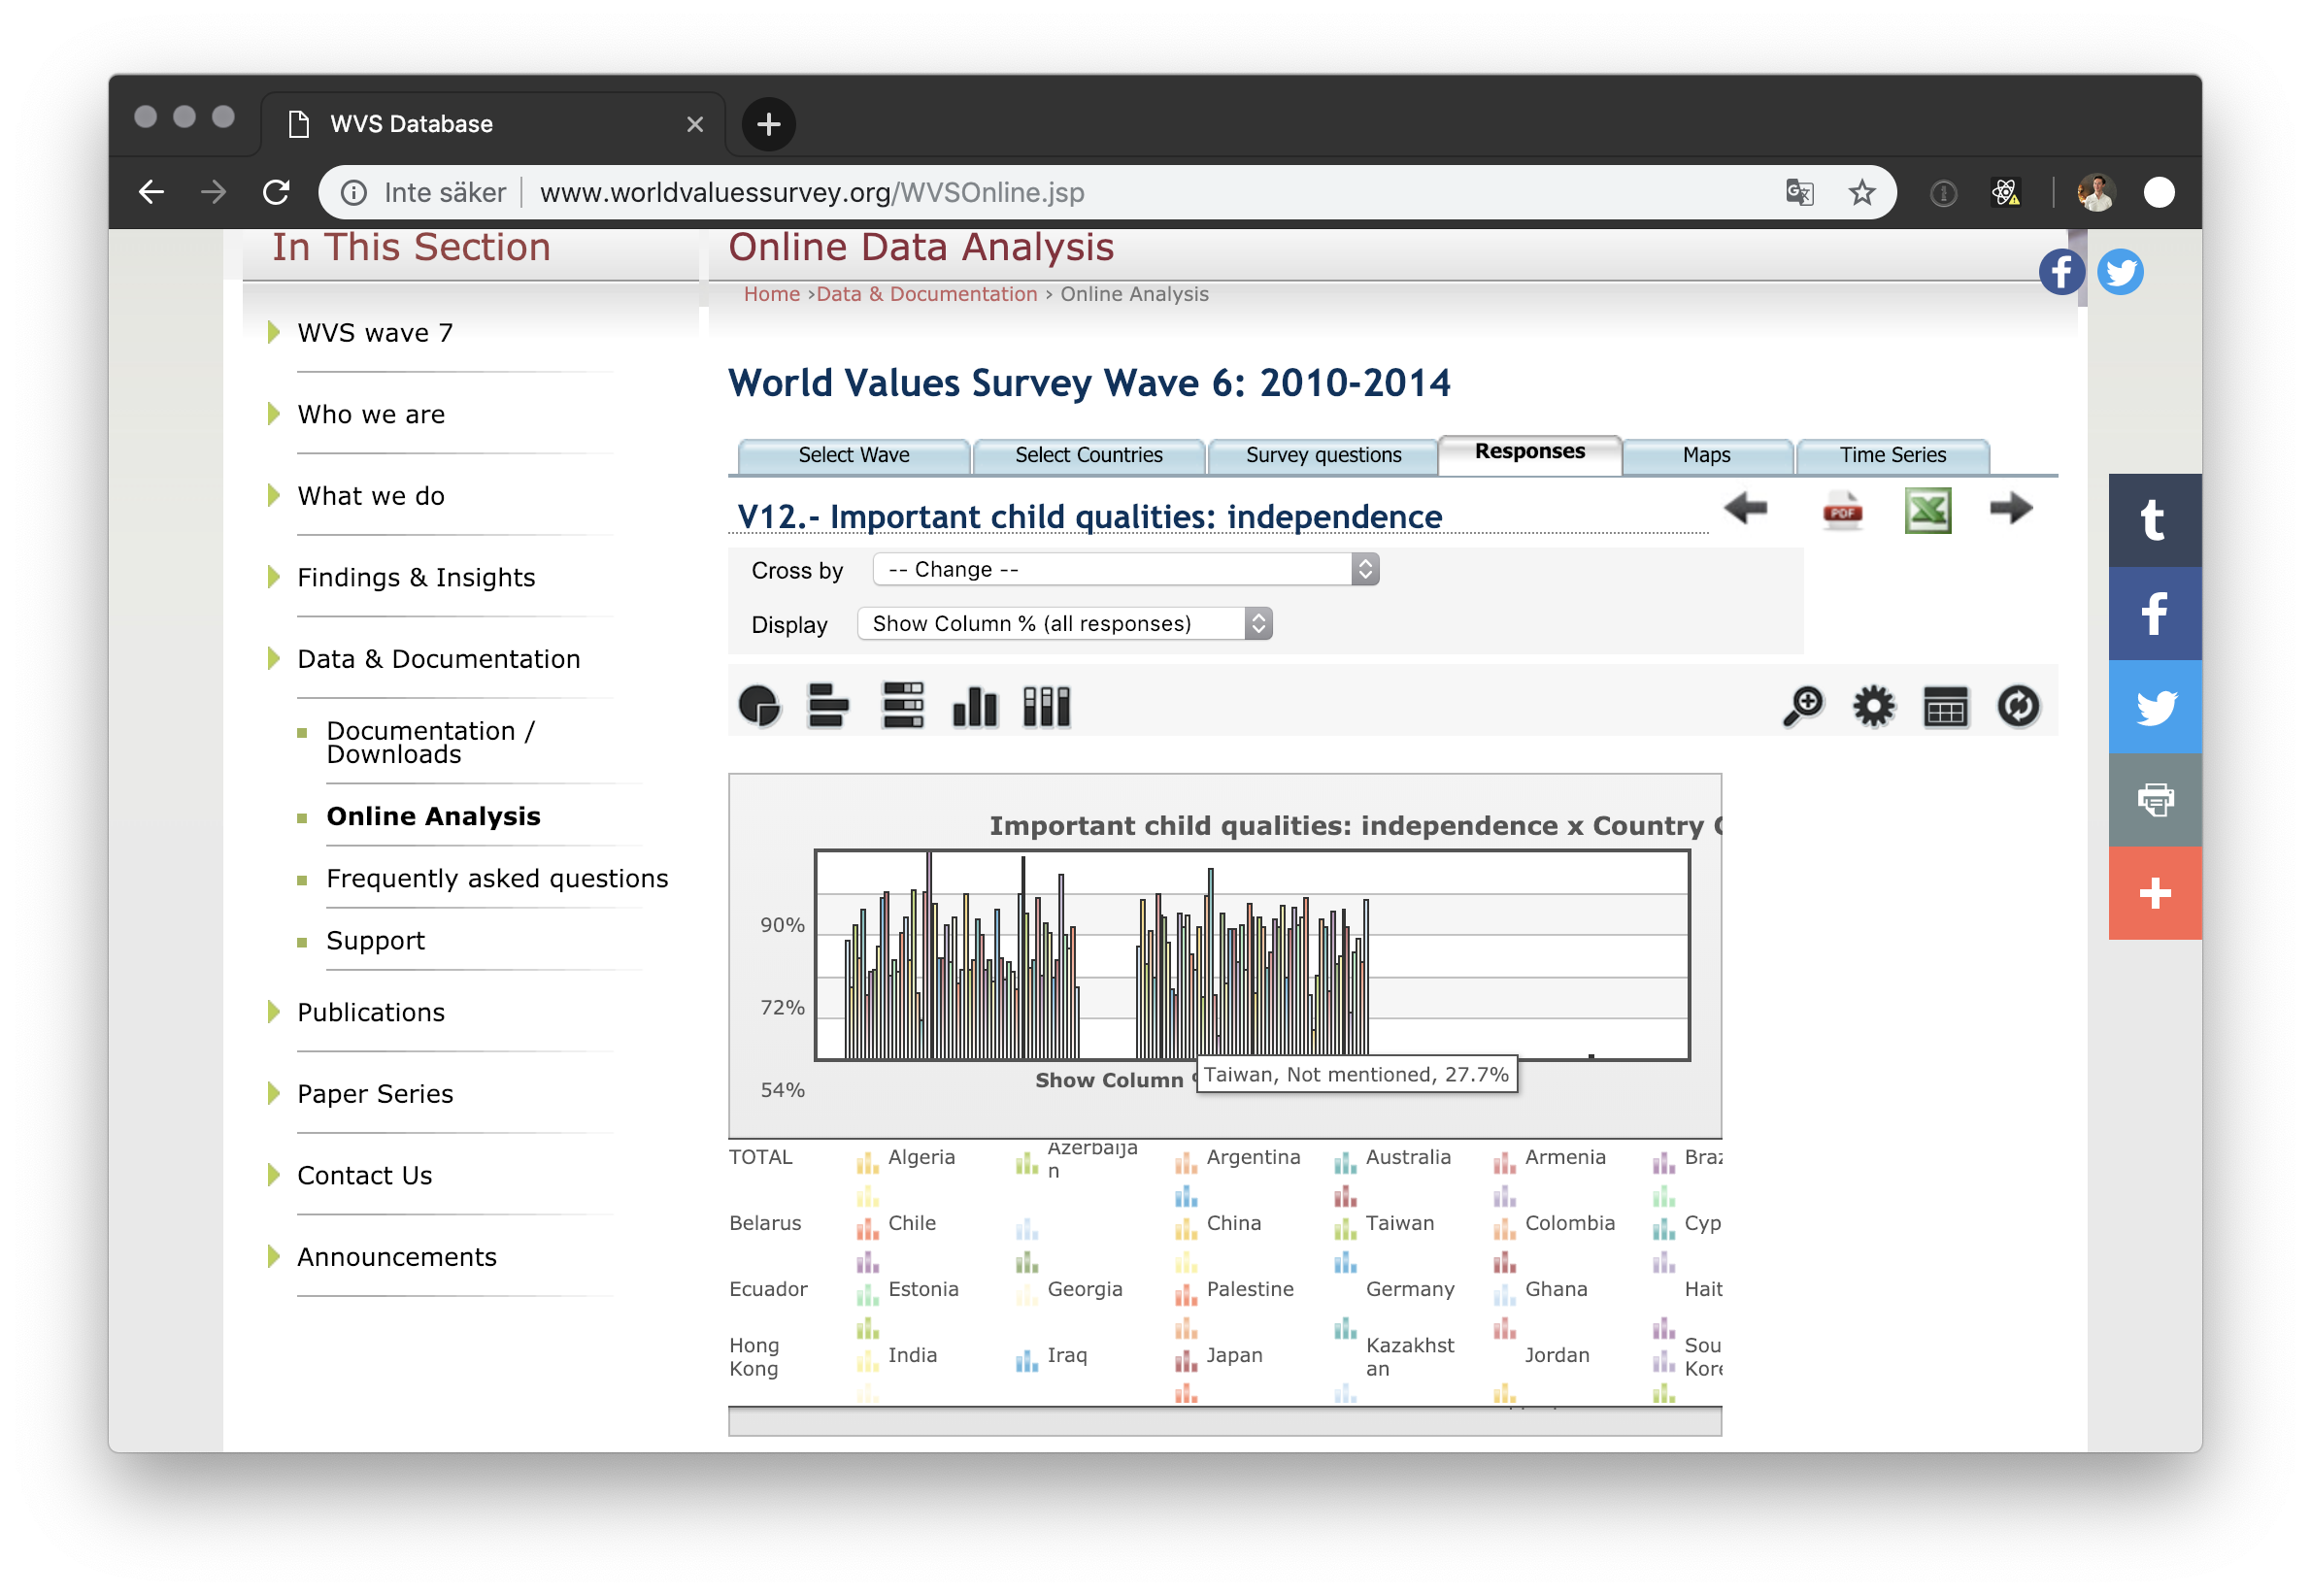 WVS Database
Inte säker
www.worldvaluessurvey.org/WVSOnline.jsp
In This Section
Online Data Analysis
Home ›Data & Documentation › Online Analysis
WVS wave 7
Who we are
What we do
Findings & Insights
Data & Documentation
Documentation /
Downloads
Online Analysis
Frequently asked questions
Support
Publications
Paper Series
Contact Us
Announcements
World Values Survey Wave 6: 2010-2014
Select Wave
Select Countries
Survey questions
Responses
Maps
Time Series
V12.- Important child qualities: independence
PDF
Cross by
-- Change --
Display
Show Column % (all responses)
Important child qualities: independence x Country
90%
72%
54%
Show Column
Taiwan, Not mentioned, 27.7%
TOTAL
Algeria
Azerbaija
n
Argentina
Australia
Armenia
Braz
Belarus
Chile
China
Taiwan
Colombia
Cyp
Ecuador
Estonia
Georgia
Palestine
Germany
Ghana
Hait
Hong
Kong
India
Iraq
Japan
Kazakhst
an
Jordan
Sou
Kore